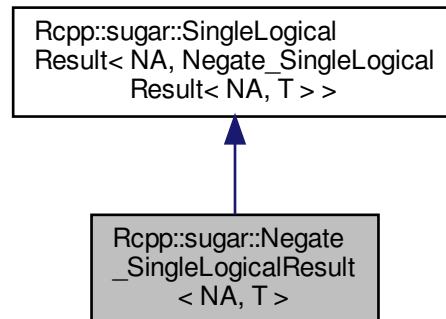 Rcpp::sugar::SingleLogical
Result< NA, Negate_SingleLogical
Result< NA, T > >
Rcpp::sugar::Negate
_SingleLogicalResult
< NA, T >